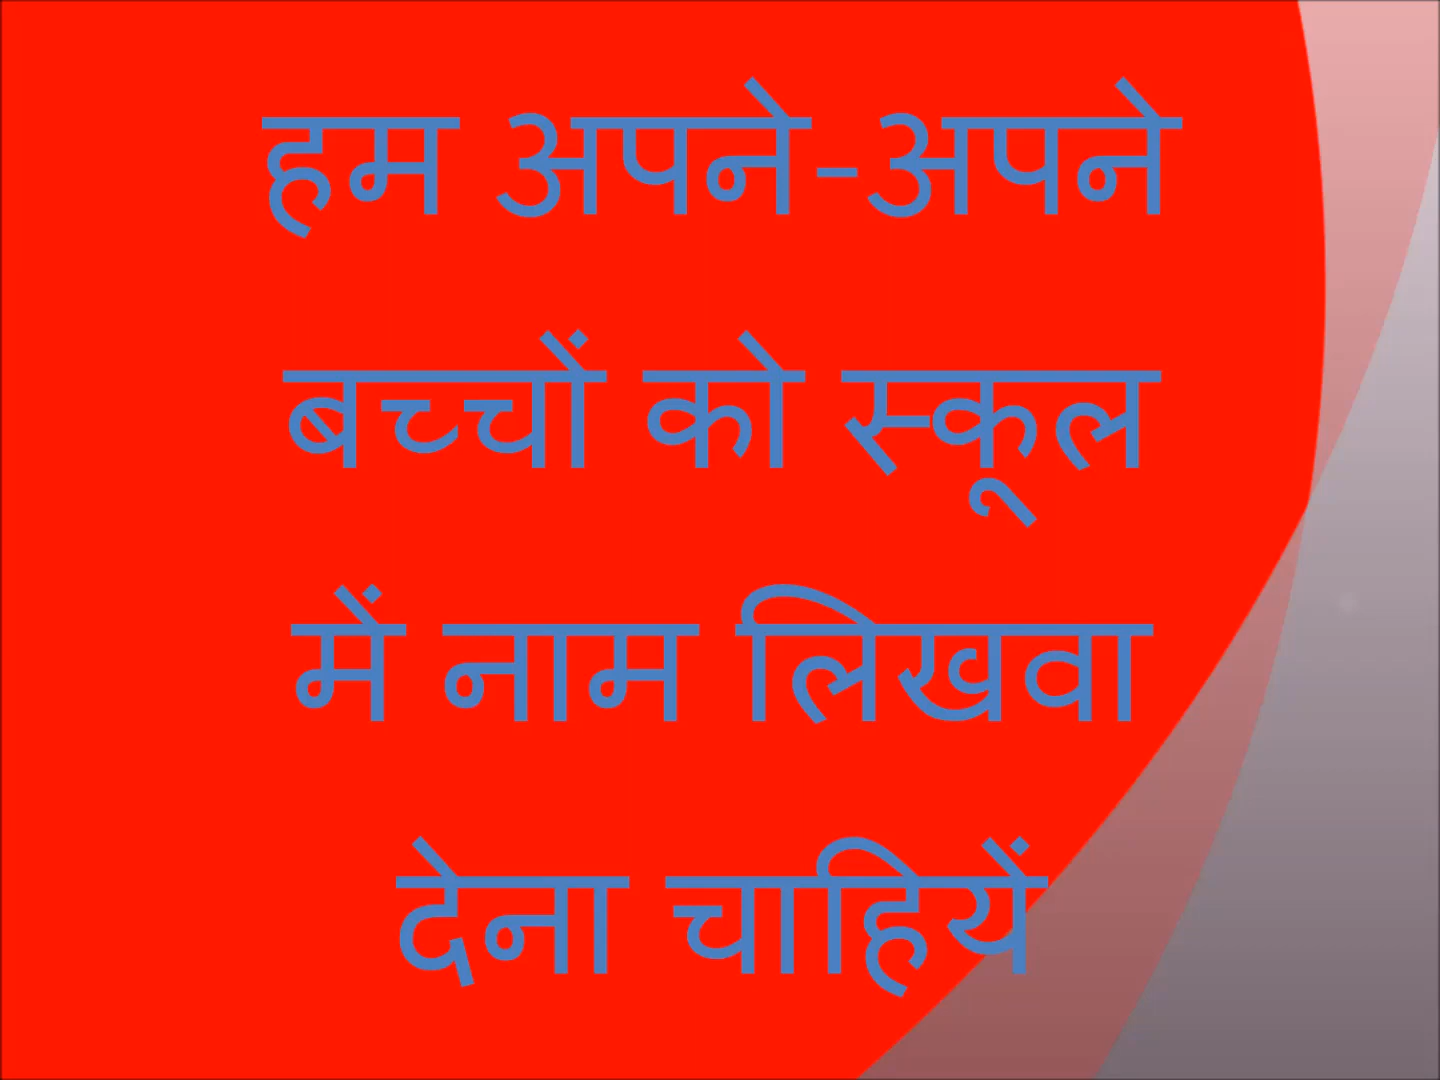 हम अपने-अपने
बच्चों को स्कूल
में नाम लिखवा
देना चाहियें